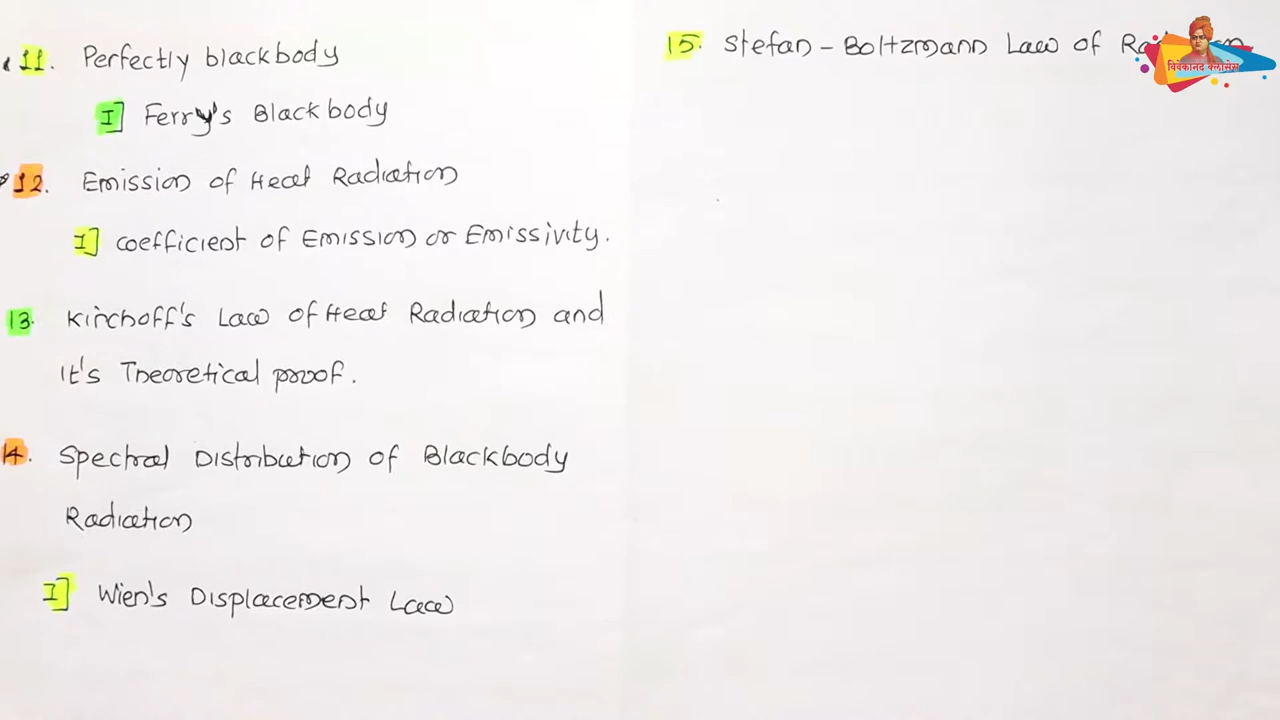 11. Perfectly blackbody
I] Ferry's Blackbody
12. Emission of Heat Radiation
I] coefficient of Emission or Emissivity.
13. Kirchoff's Law of Heat Radiation and
It's Theoretical proof.
14. Spectral Distribution of Blackbody
Radiation
I] Wien's Displacement Law
15. Stefan - Boltzmann Law of
विवेकानंद क्लासेस